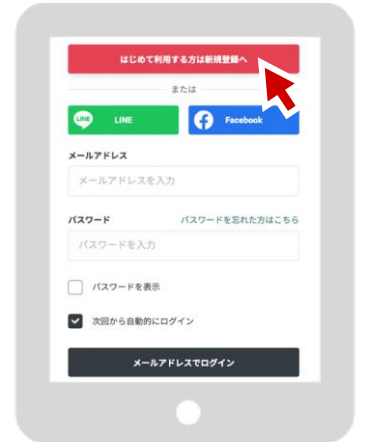 はじめて利用する方は新規登録へ
または
LINE LINE
Facebook
メールアドレス
メールアドレスを入力
パスワード パスワードを忘れた方はこちら
パスワードを入力
パスワードを表示
次回から自動的にログイン
メールアドレスでログイン